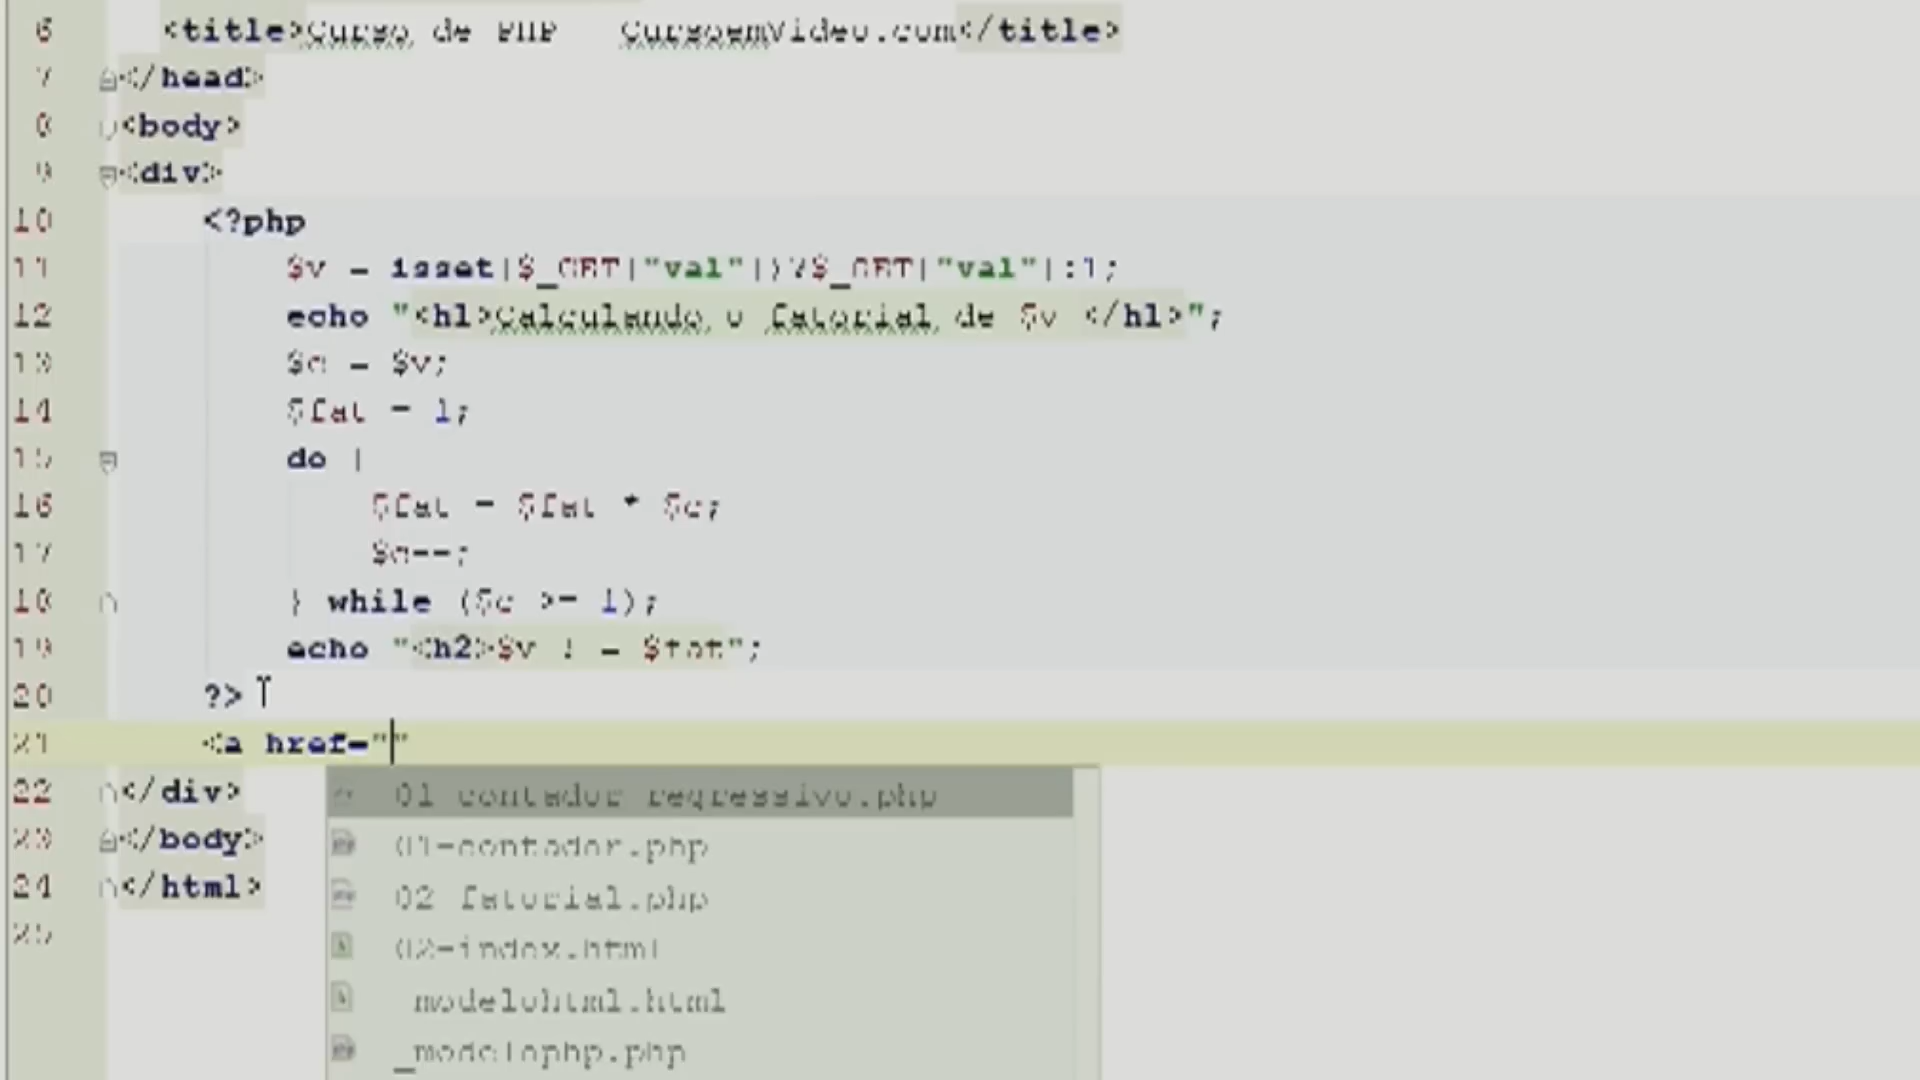 6 <title>Curso de PHP - CursoemVideo.com</title>
7 </head>
8 <body>
9 <div>
10 <?php
11 $v = isset($_GET["val"])?$_GET["val"]:1;
12 echo "<h1>Calculando o fatorial de $v </h1>";
13 $c = $v;
14 $fat = 1;
15 do {
16 $fat = $fat * $c;
17 $c--;
18 } while ($c >= 1);
19 echo "<h2>$v ! = $fat";
20 ?>
21 <a href=""
22 </div>
23 </body>
24 </html>
25
01-contador-regressivo.php
01-contador.php
02-fatorial.php
02-index.html
_modelohtml.html
_modelophp.php